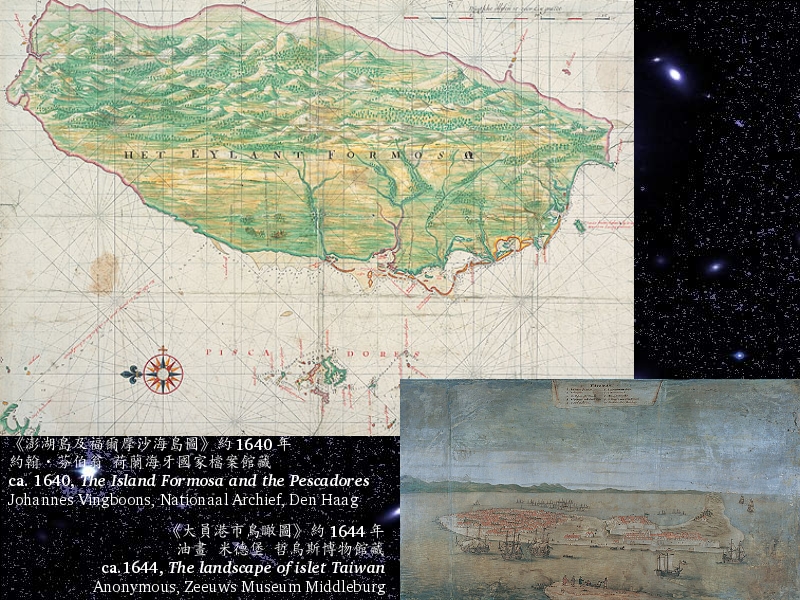 HET EYLANT FORMOSA
PISCADORES
《澎湖島及福爾摩沙海島圖》約 1640 年
約翰・芬伯翁 荷蘭海牙國家檔案館藏
ca. 1640, The Island Formosa and the Pescadores
Johannes Vingboons, Nationaal Archief, Den Haag
《大員港市鳥瞰圖》約 1644 年
油畫 米德堡 哲烏斯博物館藏
ca.1644, The landscape of islet Taiwan
Anonymous, Zeeuws Museum Middleburg